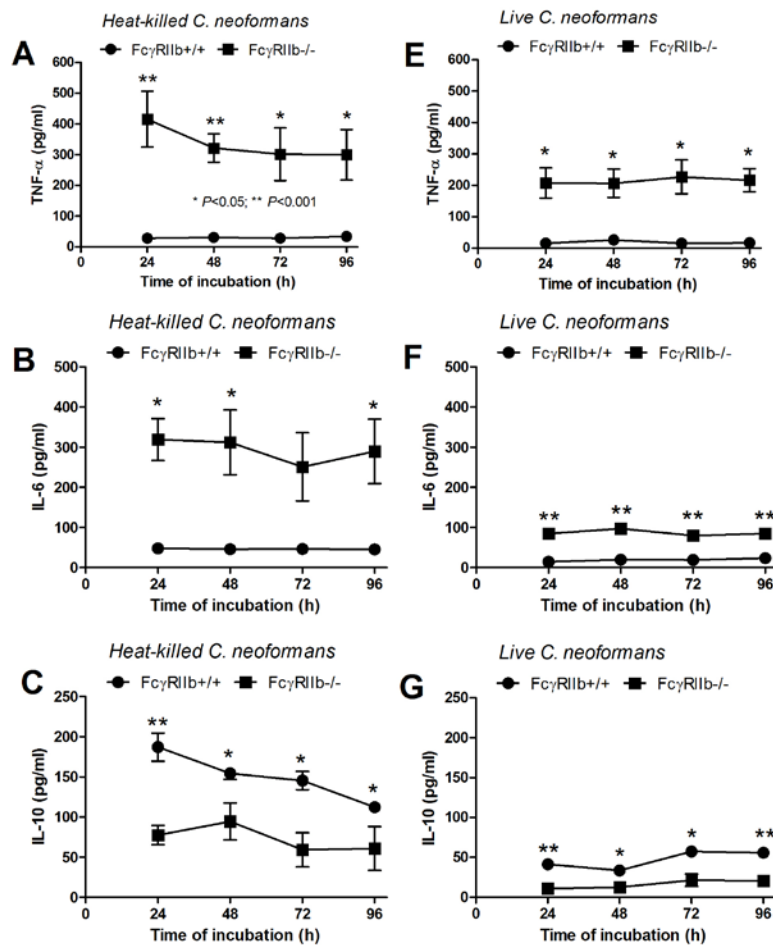 Heat-killed C. neoformans
A
FcγRIIb+/+ FcγRIIb-/-
TNF-α (pg/ml)
600
500
400
300
200
100
0
** ** * *
* P<0.05; ** P<0.001
0 24 48 72 96
Time of incubation (h)
Live C. neoformans
E
FcγRIIb+/+ FcγRIIb-/-
TNF-α (pg/ml)
600
500
400
300
200
100
0
* * * *
0 24 48 72 96
Time of incubation (h)
Heat-killed C. neoformans
B
FcγRIIb+/+ FcγRIIb-/-
IL-6 (pg/ml)
500
400
300
200
100
0
* * *
0 24 48 72 96
Time of incubation (h)
Live C. neoformans
F
FcγRIIb+/+ FcγRIIb-/-
IL-6 (pg/ml)
500
400
300
200
100
0
** ** ** **
0 24 48 72 96
Time of incubation (h)
Heat-killed C. neoformans
C
FcγRIIb+/+ FcγRIIb-/-
IL-10 (pg/ml)
250
200
150
100
50
0
** * * *
0 24 48 72 96
Time of incubation (h)
Live C. neoformans
G
FcγRIIb+/+ FcγRIIb-/-
IL-10 (pg/ml)
250
200
150
100
50
0
** * * **
0 24 48 72 96
Time of incubation (h)